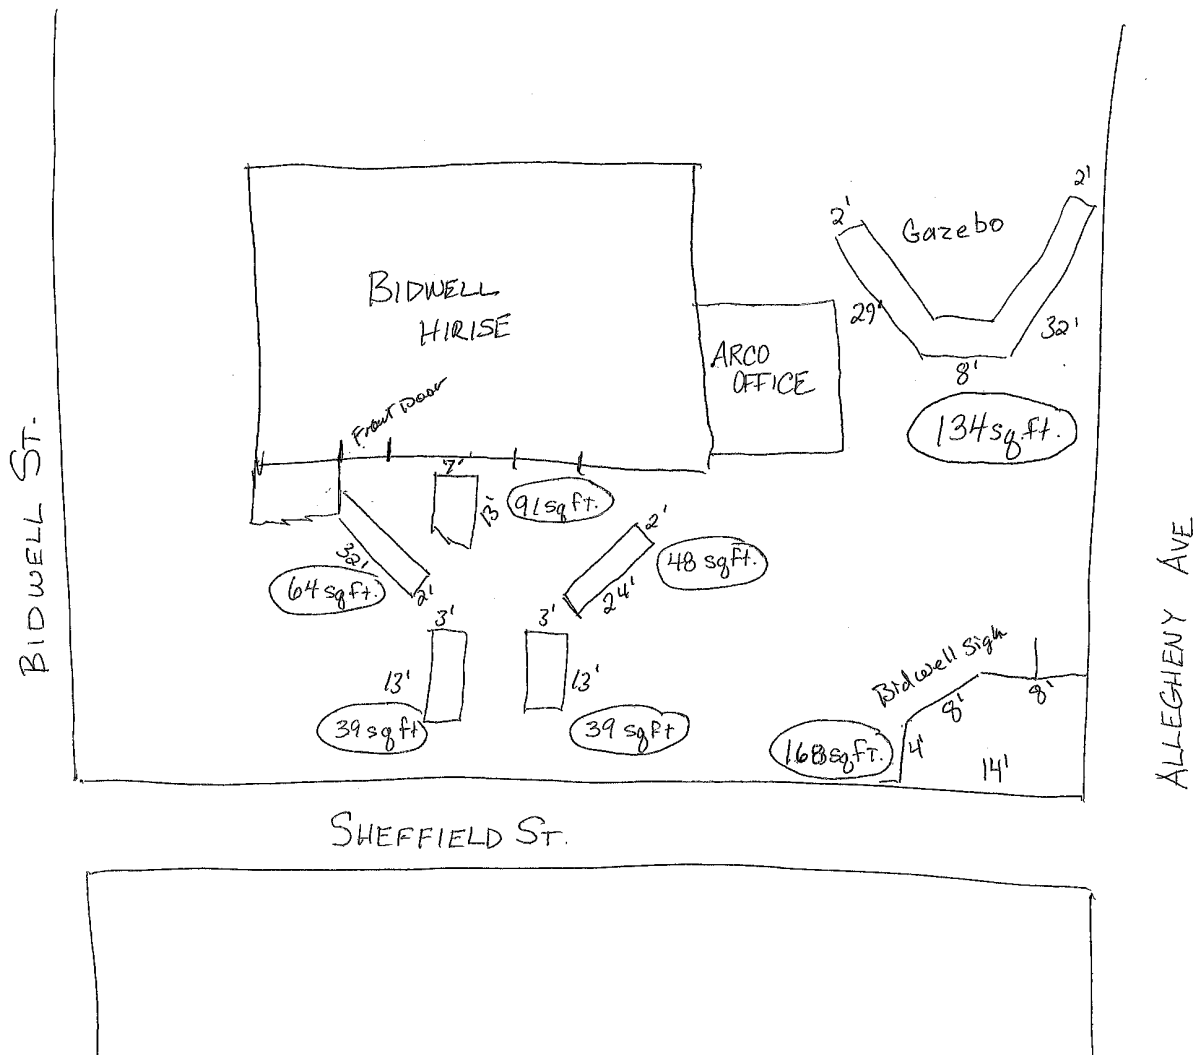 2'
2'
Gazebo
BIDWELL
HIRISE
29'
32'
ARCO
OFFICE
8'
Front Door
134 sq.ft.
BIDWELL ST.
7'
13'
91 sq ft.
2'
32'
48 sq ft.
64 sq ft.
2'
24'
3'
3'
ALLEGHENY AVE
Bidwell Sign
13'
13'
8'
8'
39 sq ft
39 sq ft
168 sq ft.
4'
14'
SHEFFIELD ST.